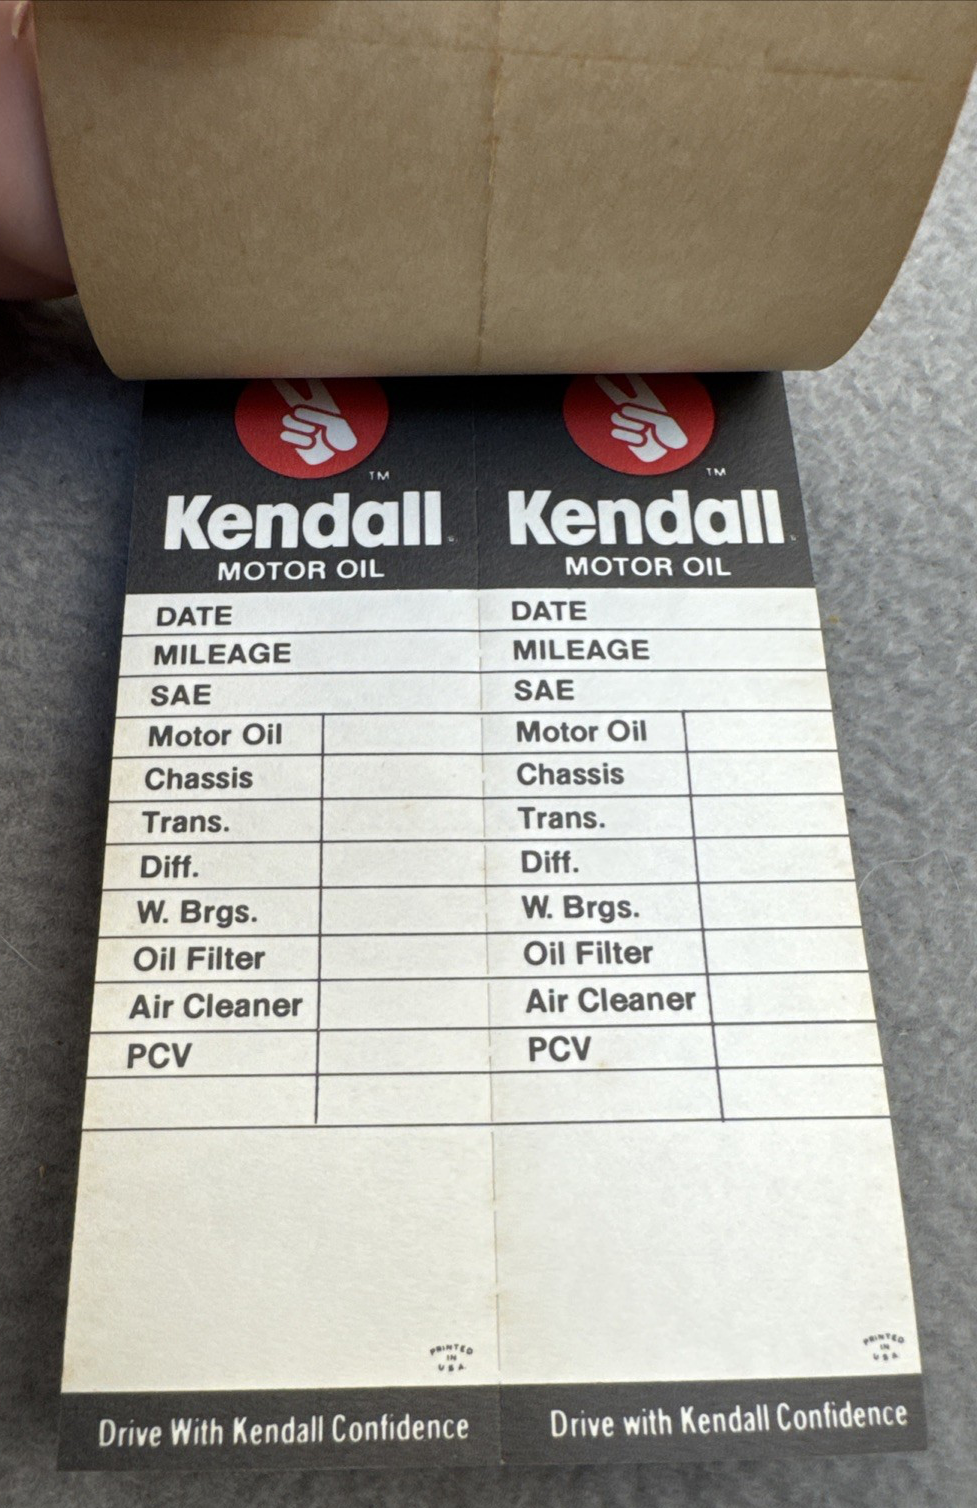 TM
Kendall
MOTOR OIL
DATE
MILEAGE
SAE
Motor Oil
Chassis
Trans.
Diff.
W. Brgs.
Oil Filter
Air Cleaner
PCV
PRINTED
IN
U.S.A.
Drive With Kendall Confidence
TM
Kendall
MOTOR OIL
DATE
MILEAGE
SAE
Motor Oil
Chassis
Trans.
Diff.
W. Brgs.
Oil Filter
Air Cleaner
PCV
PRINTED
IN
U.S.A.
Drive with Kendall Confidence